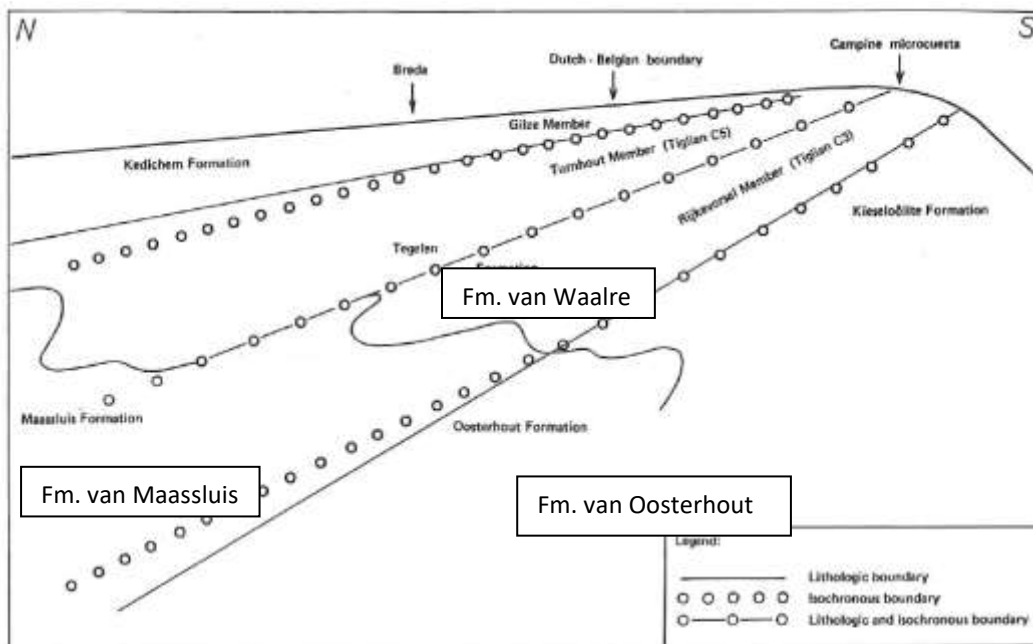 N
S
Campine microcuesta
Dutch - Belgian boundary
Breda
Gilze Member
Kedichem Formation
Turnhout Member (Tiglian C5)
Rijkevorsel Member (Tiglian C3)
Kieseloölite Formation
Tegelen
Fm. van Waalre
Maassluis Formation
Oosterhout Formation
Fm. van Maassluis
Fm. van Oosterhout
Legend:
Lithologic boundary
Isochronous boundary
Lithologic and isochronous boundary